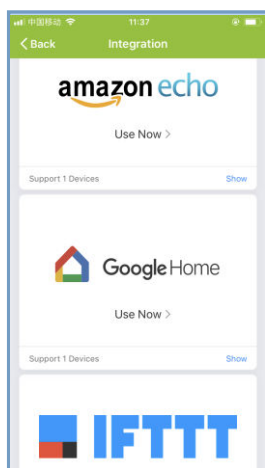 中国移动 11:37
Back Integration
amazon echo
Use Now >
Support 1 Devices Show
Google Home
Use Now >
Support 1 Devices Show
IFTTT